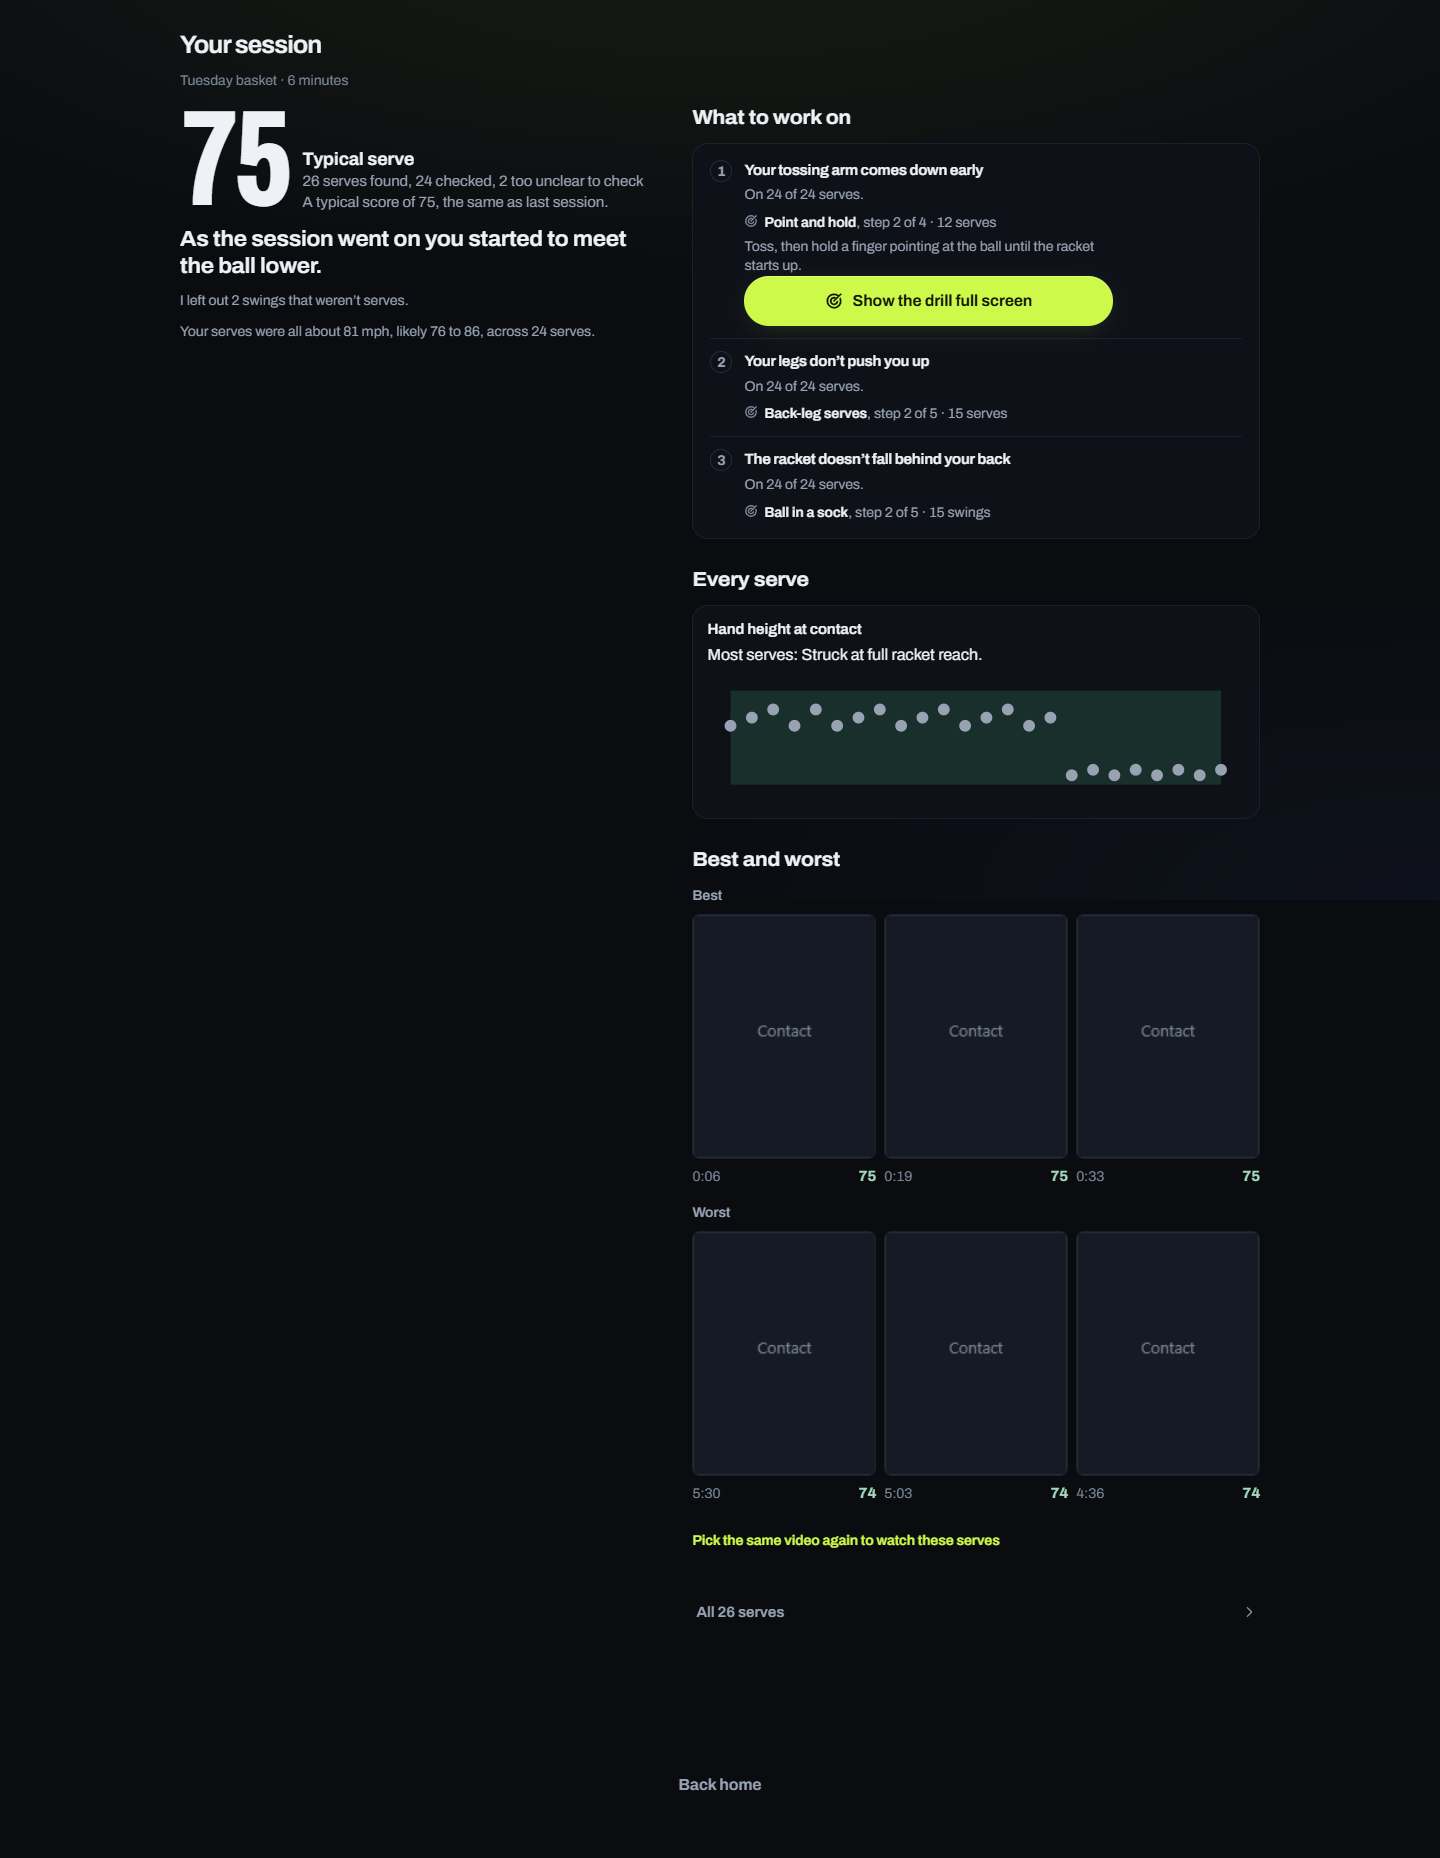 Your session
Tuesday basket · 6 minutes
75
Typical serve
26 serves found, 24 checked, 2 too unclear to check
A typical score of 75, the same as last session.
As the session went on you started to meet
the ball lower.
I left out 2 swings that weren’t serves.
Your serves were all about 81 mph, likely 76 to 86, across 24 serves.
What to work on
1
Your tossing arm comes down early
On 24 of 24 serves.
Point and hold, step 2 of 4 · 12 serves
Toss, then hold a finger pointing at the ball until the racket
starts up.
Show the drill full screen
2
Your legs don’t push you up
On 24 of 24 serves.
Back-leg serves, step 2 of 5 · 15 serves
3
The racket doesn’t fall behind your back
On 24 of 24 serves.
Ball in a sock, step 2 of 5 · 15 swings
Every serve
Hand height at contact
Most serves: Struck at full racket reach.
Best and worst
Best
Contact
Contact
Contact
0:06 75 0:19 75 0:33 75
Worst
Contact
Contact
Contact
5:30 74 5:03 74 4:36 74
Pick the same video again to watch these serves
All 26 serves
Back home